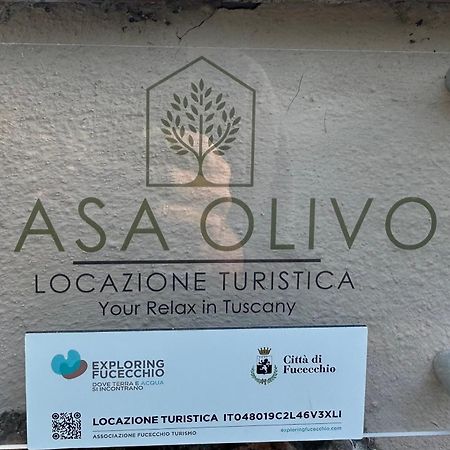 ASA OLIVO
LOCAZIONE TURISTICA
Your Relax in Tuscany
EXPLORING
FUCECCHIO
DOVE TERRA E ACQUA
SI INCONTRANO
Città di
Fucecchio
LOCAZIONE TURISTICA IT048019C2L46V3XLI
ASSOCIAZIONE FUCECCHIO TURISMO
exploringfucecchio.com